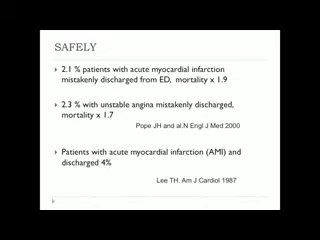 SAFELY
2.1 % patients with acute myocardial infarction
mistakenly discharged from ED, mortality x 1.9
2.3 % with unstable angina mistakenly discharged,
mortality x 1.7
Pope JH and al.N Engl J Med 2000
Patients with acute myocardial infarction (AMI) and
discharged 4%
Lee TH. Am J Cardiol 1987